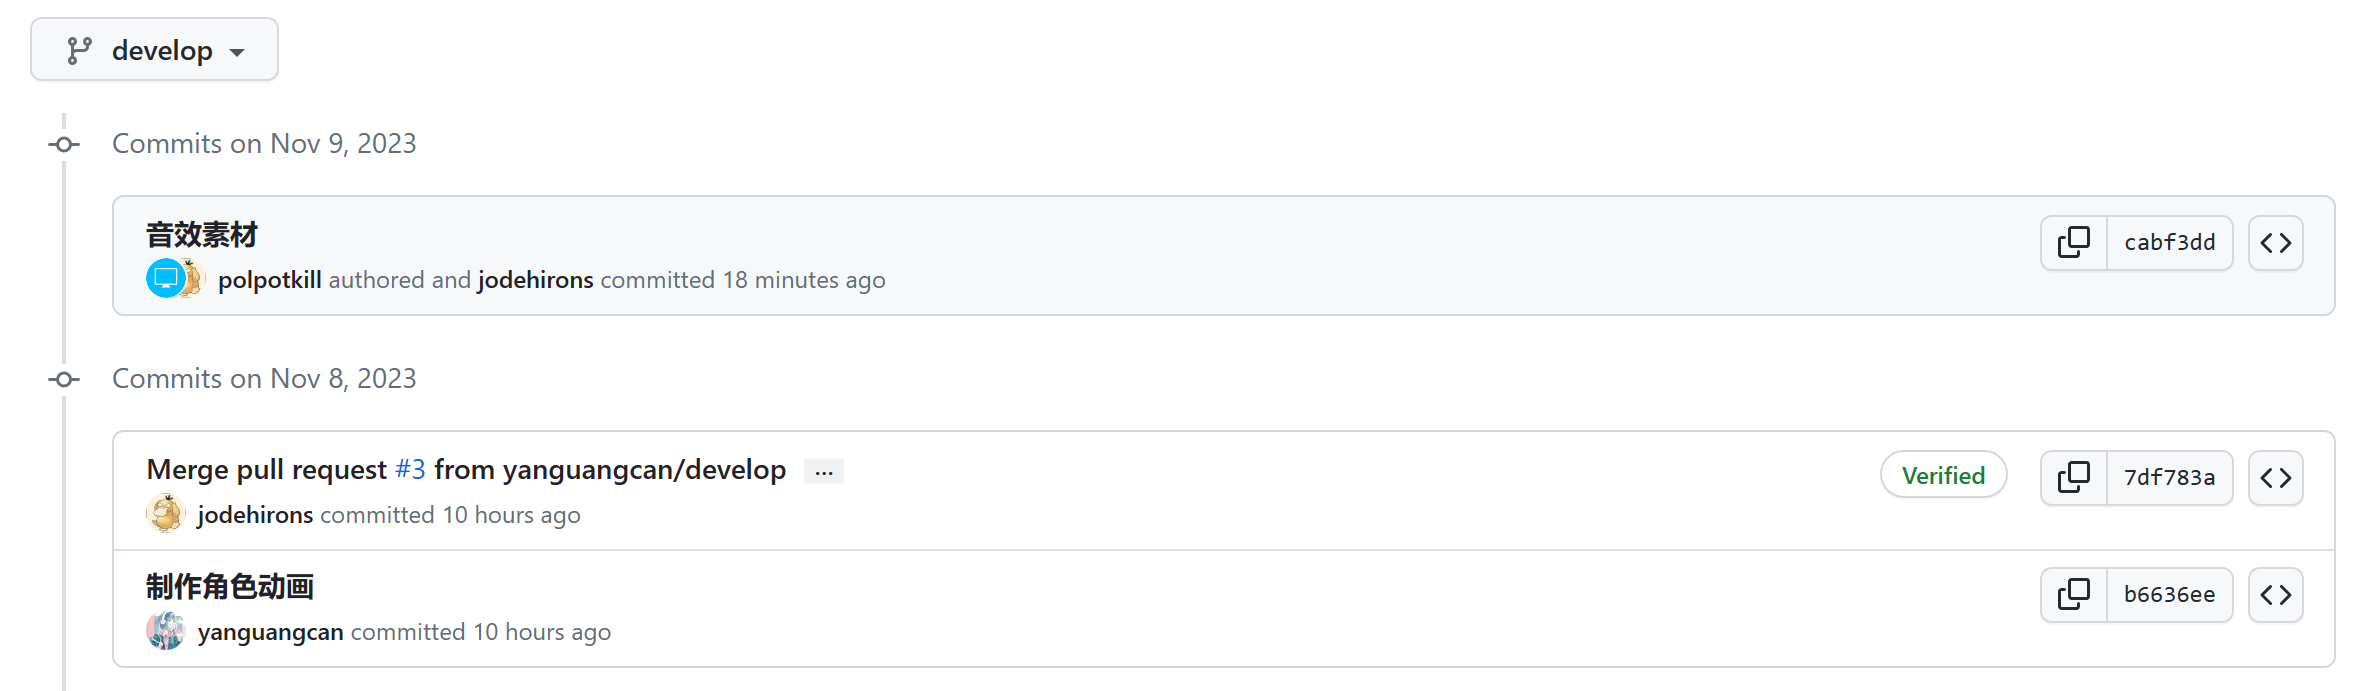 develop
Commits on Nov 9, 2023
音效素材
cabf3dd
polpotkill authored and jodehirons committed 18 minutes ago
Commits on Nov 8, 2023
Merge pull request #3 from yanguangcan/develop ...
Verified
7df783a
jodehirons committed 10 hours ago
制作角色动画
b6636ee
yanguangcan committed 10 hours ago